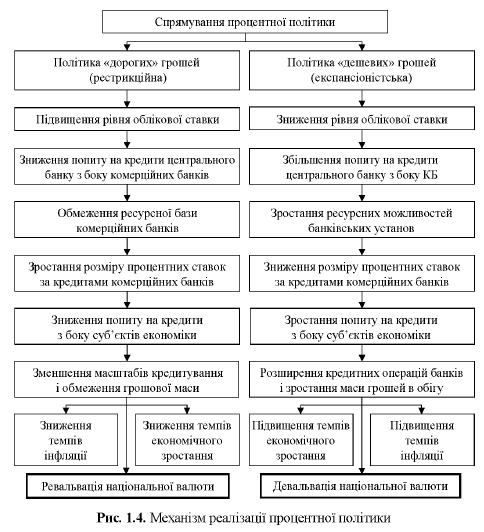 Спрямування процентної політики
Політика «дорогих» грошей
(рестрикційна)
Підвищення рівня облікової ставки
Зниження попиту на кредити центрального
банку з боку комерційних банків
Обмеження ресурсної бази
комерційних банків
Зростання розміру процентних ставок
за кредитами комерційних банків
Зниження попиту на кредити
з боку суб’єктів економіки
Зменшення масштабів кредитування
і обмеження грошової маси
Зниження
темпів
інфляції
Зниження темпів
економічного
зростання
Ревальвація національної валюти
Політика «дешевих» грошей
(експансіоністська)
Зниження рівня облікової ставки
Збільшення попиту на кредити
центрального банку з боку КБ
Зростання ресурсних можливостей
банківських установ
Зниження розміру процентних ставок
за кредитами комерційних банків
Зростання попиту на кредити
з боку суб’єктів економіки
Розширення кредитних операцій банків
і зростання маси грошей в обігу
Підвищення темпів
економічного
зростання
Підвищення
темпів
інфляції
Девальвація національної валюти
Рис. 1.4. Механізм реалізації процентної політики